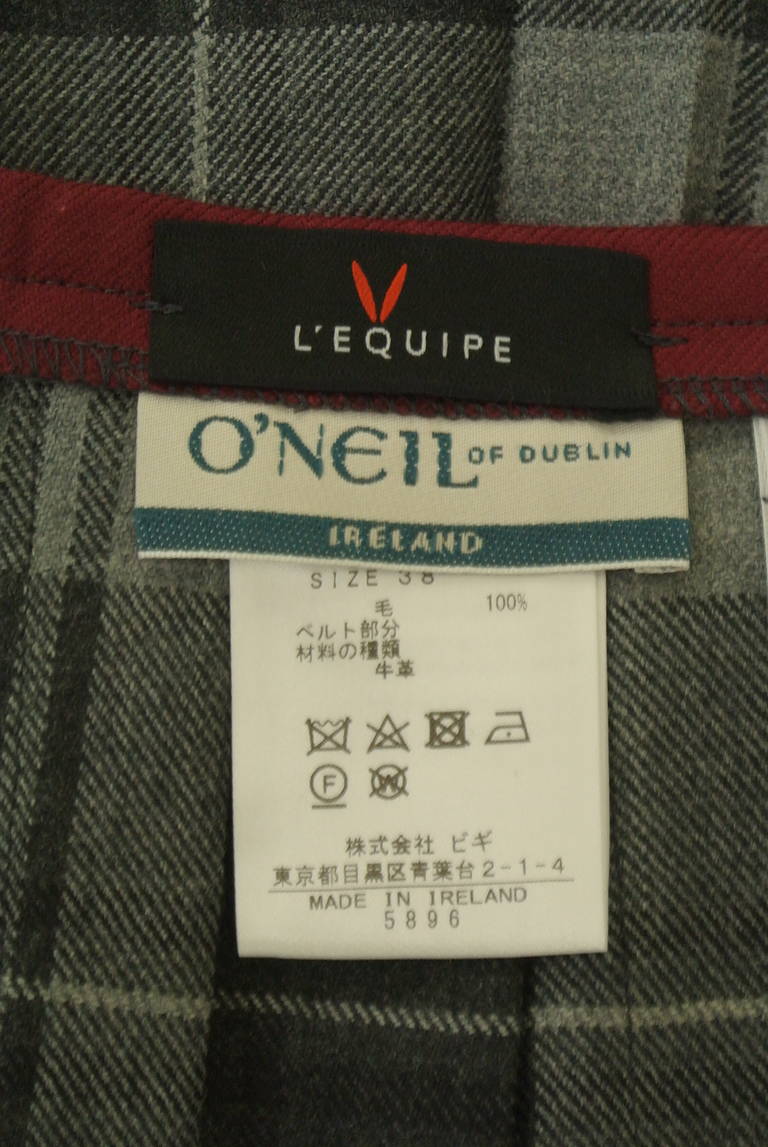 L'EQUIPE
O'NEIL OF DUBLIN
IRELAND
SIZE 38
毛 100%
ベルト部分
材料の種類
牛革
F W
株式会社 ビギ
東京都目黒区青葉台2-1-4
MADE IN IRELAND
5896